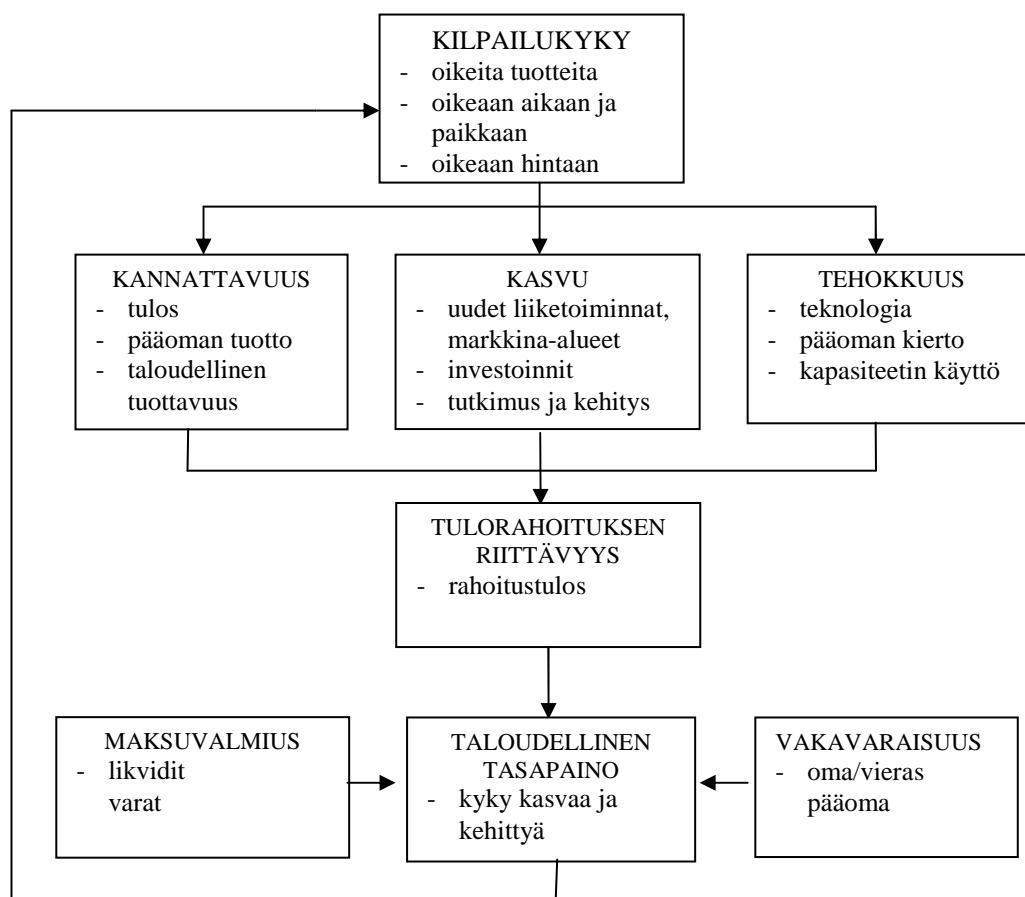 KILPAILUKYKY
- oikeita tuotteita
- oikeaan aikaan ja
paikkaan
- oikeaan hintaan
KANNATTAVUUS
- tulos
- pääoman tuotto
- taloudellinen
tuottavuus
KASVU
- uudet liiketoiminnat,
markkina-alueet
- investoinnit
- tutkimus ja kehitys
TEHOKKUUS
- teknologia
- pääoman kierto
- kapasiteetin käyttö
TULORAHOITUKSEN
RIITTÄVYYS
- rahoitustulos
MAKSUVALMIUS
- likvidit
varat
TALOUDELLINEN
TASAPAINO
- kyky kasvaa ja
kehittyä
VAKAVARAISUUS
- oma/vieras
pääoma